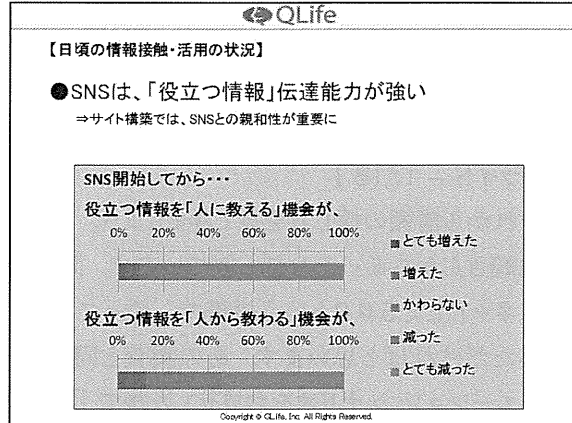 QLife
【日頃の情報接触・活用の状況】
●SNSは、「役立つ情報」伝達能力が強い
⇒サイト構築では、SNSとの親和性が重要に
SNS開始してから・・・
役立つ情報を「人に教える」機会が、
0% 20% 40% 60% 80% 100%
役立つ情報を「人から教わる」機会が、
0% 20% 40% 60% 80% 100%
とても増えた
増えた
かわらない
減った
とても減った
Copyright © QLife, Inc. All Rights Reserved.